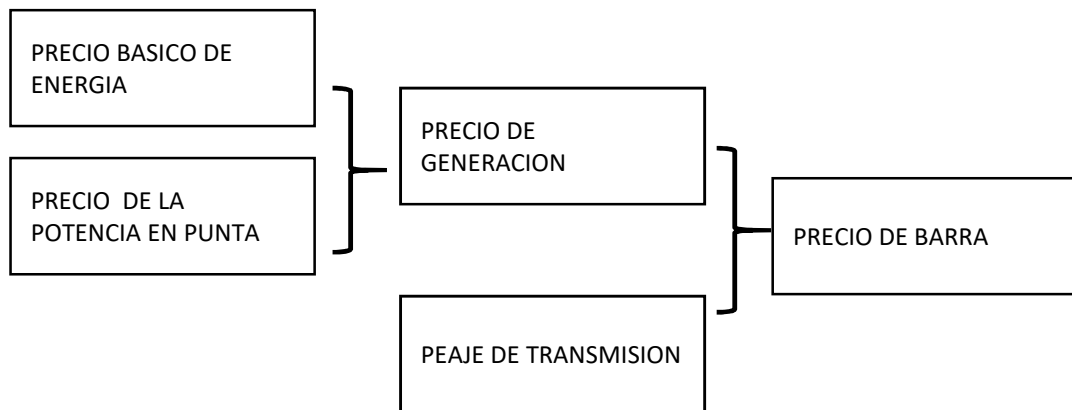 PRECIO BASICO DE
ENERGIA
PRECIO DE LA
POTENCIA EN PUNTA
PRECIO DE
GENERACION
PEAJE DE TRANSMISION
PRECIO DE BARRA